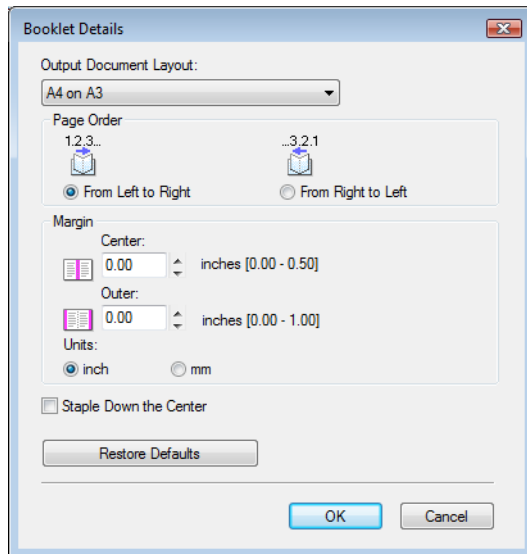 Booklet Details
Output Document Layout:
A4 on A3
Page Order
1.2.3... ...3.2.1
From Left to Right From Right to Left
Margin
Center:
0.00 inches [0.00 - 0.50]
Outer:
0.00 inches [0.00 - 1.00]
Units:
inch mm
Staple Down the Center
Restore Defaults
OK Cancel